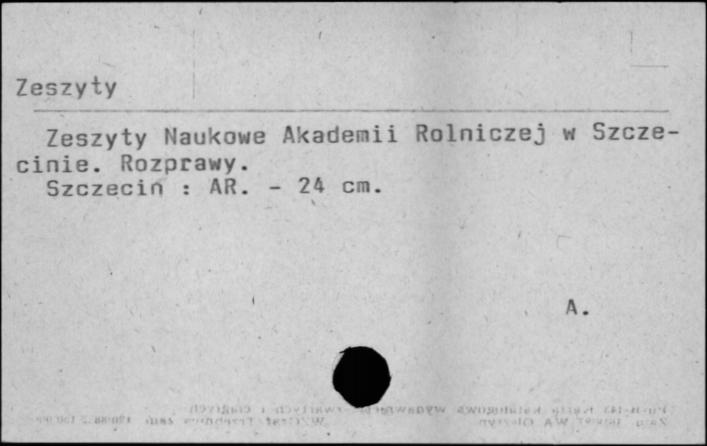 Zeszyty
Zeszyty Naukowe Akademii Rolniczej w Szcze-
cinie. Rozprawy.
Szczecin : AR. - 24 cm.
A.